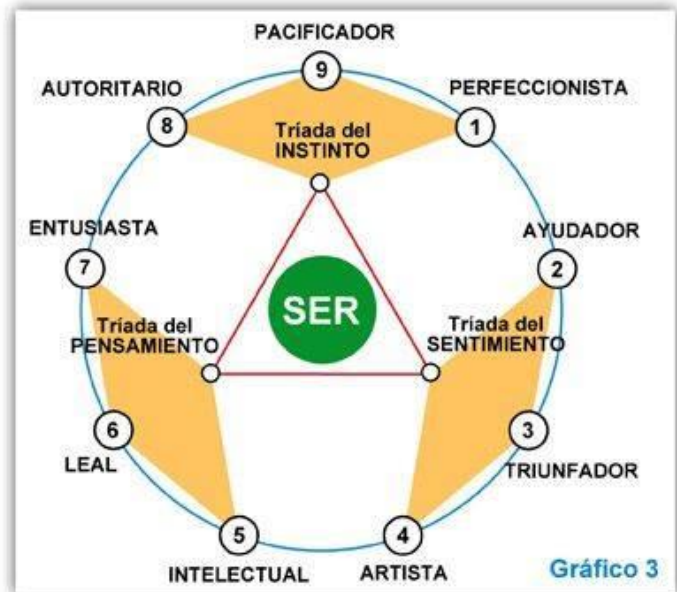 PACIFICADOR
9
AUTORITARIO
PERFECCIONISTA
8
1
Tríada del
INSTINTO
ENTUSIASTA
AYUDADOR
7
2
SER
Tríada del
PENSAMIENTO
Tríada del
SENTIMIENTO
6
3
LEAL
TRIUNFADOR
5
4
INTELECTUAL
ARTISTA
Gráfico 3